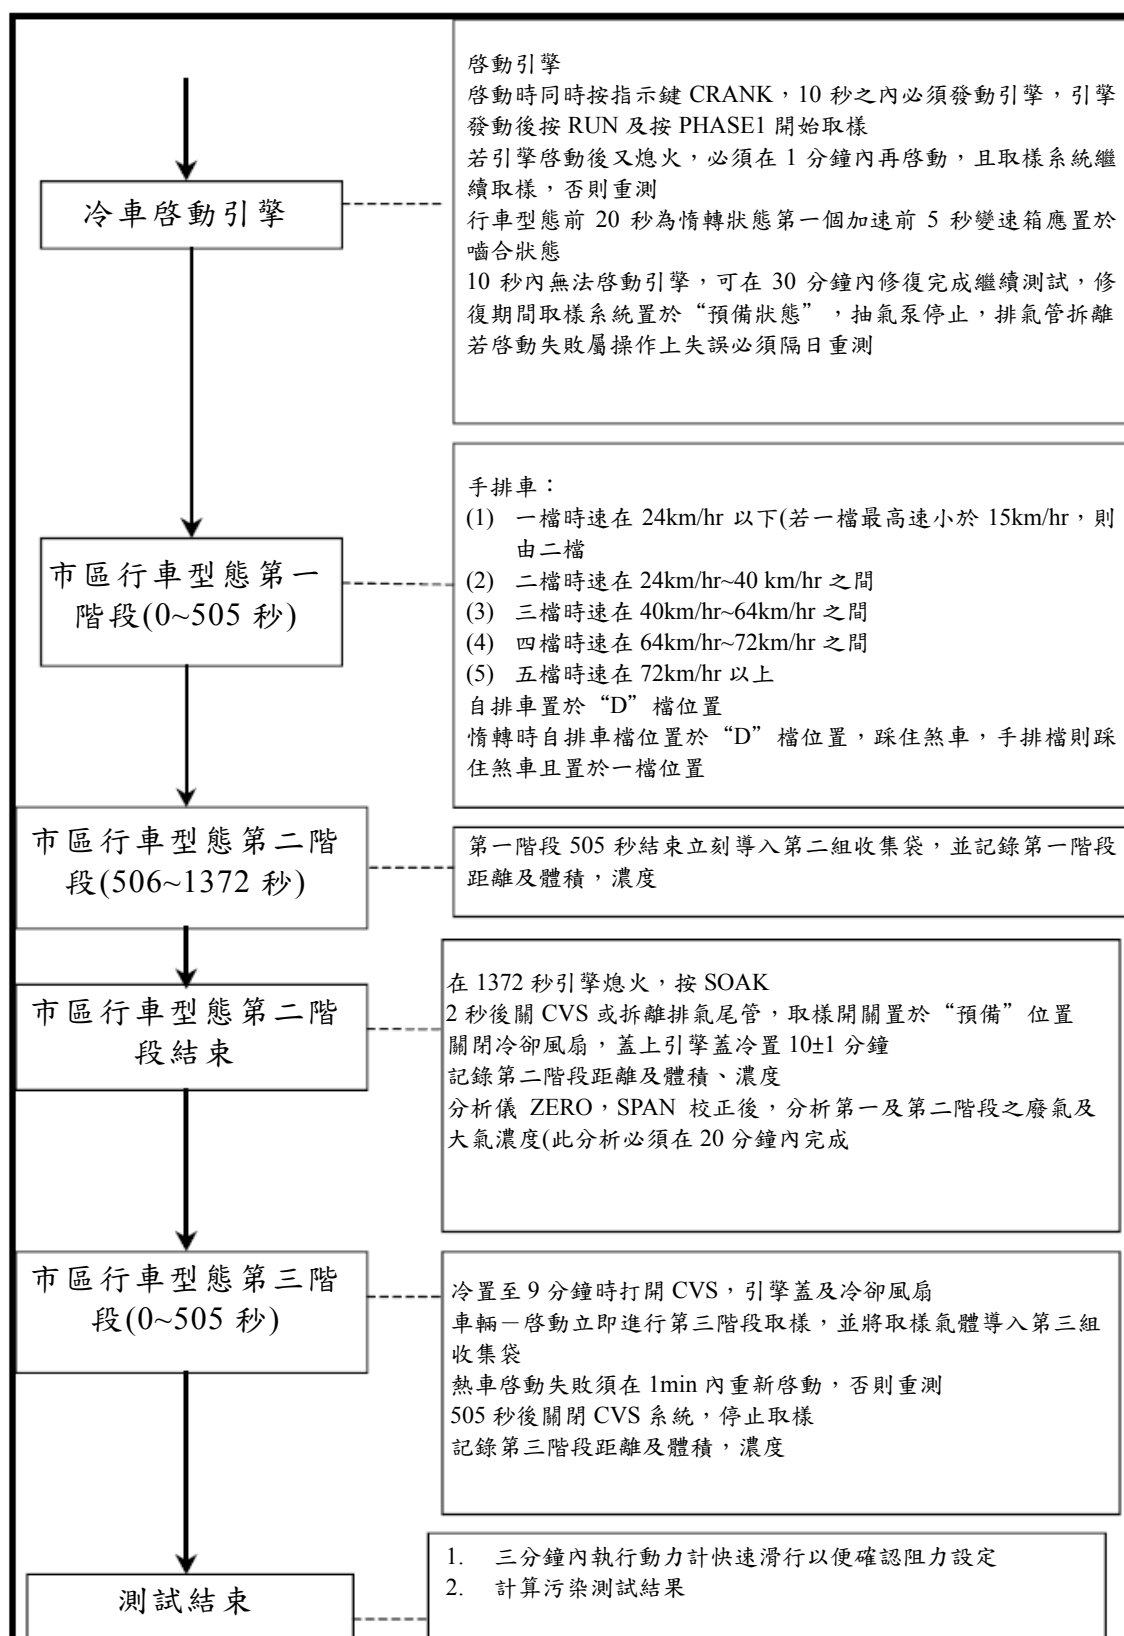 啓動引擎
啓動時同時按指示鍵 CRANK，10 秒之內必須發動引擎，引擎
發動後按 RUN 及按 PHASE1 開始取樣
若引擎啓動後又熄火，必須在 1 分鐘內再啓動，且取樣系統繼
續取樣，否則重測
行車型態前 20 秒為惰轉狀態第一個加速前 5 秒變速箱應置於
嚙合狀態
10 秒內無法啓動引擎，可在 30 分鐘內修復完成繼續測試，修
復期間取樣系統置於“預備狀態”，抽氣泵停止，排氣管拆離
若啓動失敗屬操作上失誤必須隔日重測
冷車啓動引擎
手排車：
(1) 一檔時速在 24km/hr 以下(若一檔最高速小於 15km/hr，則
由二檔
(2) 二檔時速在 24km/hr~40 km/hr 之間
(3) 三檔時速在 40km/hr~64km/hr 之間
(4) 四檔時速在 64km/hr~72km/hr 之間
(5) 五檔時速在 72km/hr 以上
自排車置於“D”檔位置
惰轉時自排車檔位置於“D”檔位置，踩住煞車，手排檔則踩
住煞車且置於一檔位置
市區行車型態第一
階段(0~505 秒)
市區行車型態第二階
段(506~1372 秒)
第一階段 505 秒結束立刻導入第二組收集袋，並記錄第一階段
距離及體積，濃度
市區行車型態第二階
段結束
在 1372 秒引擎熄火，按 SOAK
2 秒後關 CVS 或拆離排氣尾管，取樣開關置於“預備”位置
關閉冷卻風扇，蓋上引擎蓋冷置 10±1 分鐘
記錄第二階段距離及體積、濃度
分析儀 ZERO，SPAN 校正後，分析第一及第二階段之廢氣及
大氣濃度(此分析必須在 20 分鐘內完成
市區行車型態第三階
段(0~505 秒)
冷置至 9 分鐘時打開 CVS，引擎蓋及冷卻風扇
車輛－啓動立即進行第三階段取樣，並將取樣氣體導入第三組
收集袋
熱車啓動失敗須在 1min 內重新啓動，否則重測
505 秒後關閉 CVS 系統，停止取樣
記錄第三階段距離及體積，濃度
測試結束
1. 三分鐘內執行動力計快速滑行以便確認阻力設定
2. 計算污染測試結果